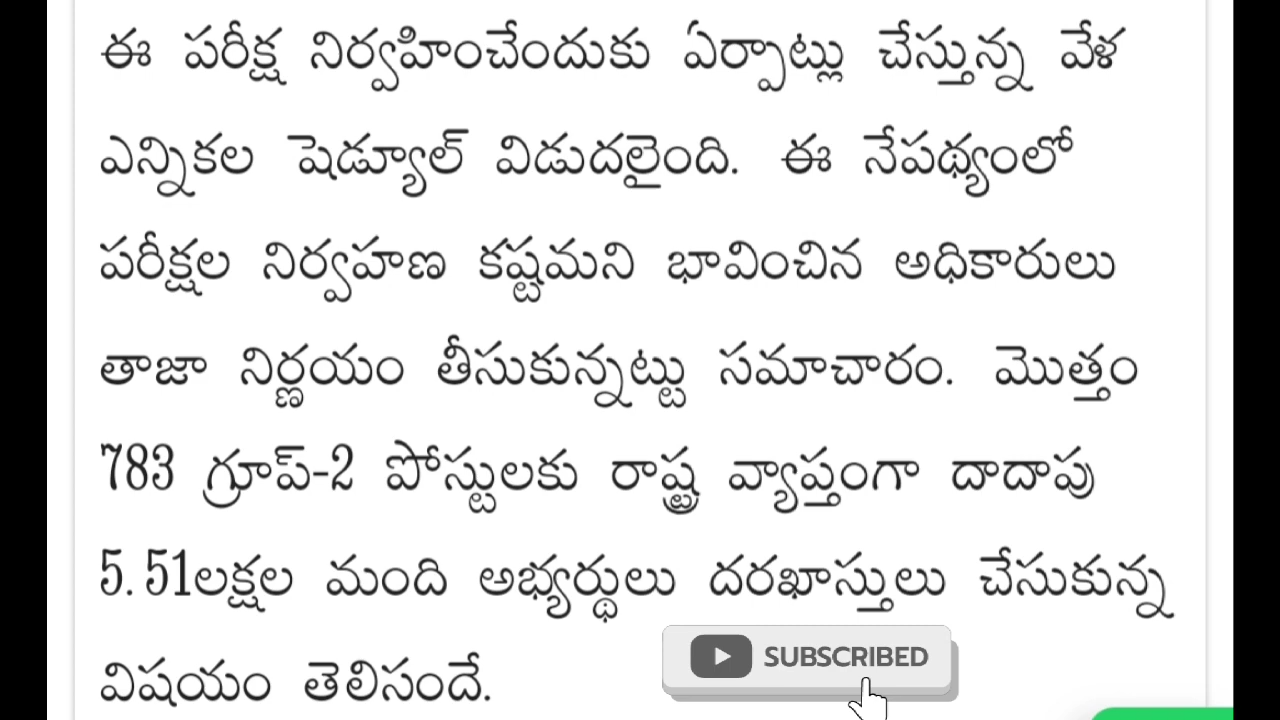 ఈ పరీక్ష నిర్వహించేందుకు ఏర్పాట్లు చేస్తున్న వేళ
ఎన్నికల షెడ్యూల్ విడుదలైంది. ఈ నేపథ్యంలో
పరీక్షల నిర్వహణ కష్టమని భావించిన అధికారులు
తాజా నిర్ణయం తీసుకున్నట్టు సమాచారం. మొత్తం
783 గ్రూప్-2 పోస్టులకు రాష్ట్ర వ్యాప్తంగా దాదాపు
5.51లక్షల మంది అభ్యర్థులు దరఖాస్తులు చేసుకున్న
విషయం తెలిసందే.
SUBSCRIBED